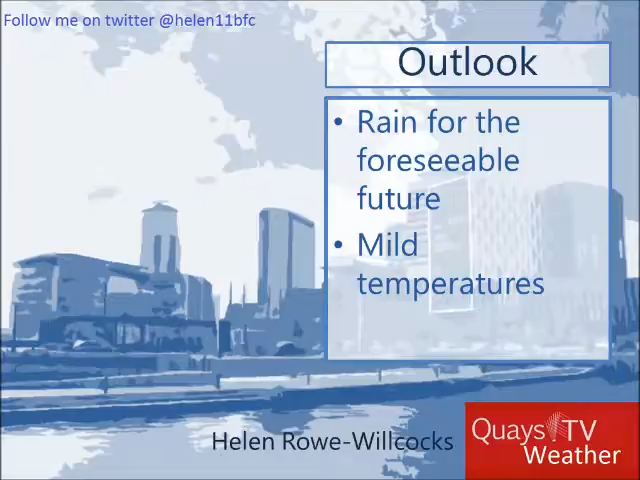 Follow me on twitter @helen11bfc
Outlook
• Rain for the
foreseeable
future
• Mild
temperatures
Helen Rowe-Willcocks
Quays TV
Weather